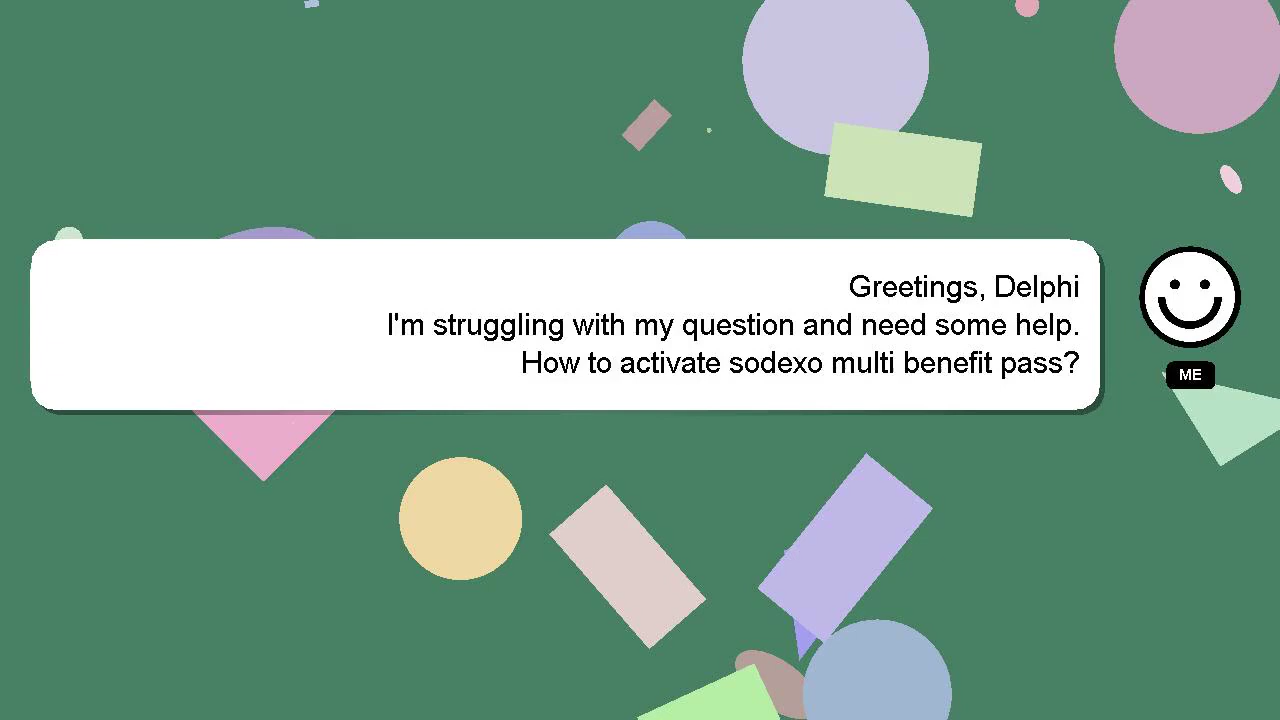 Greetings, Delphi
I'm struggling with my question and need some help.
How to activate sodexo multi benefit pass?
ME